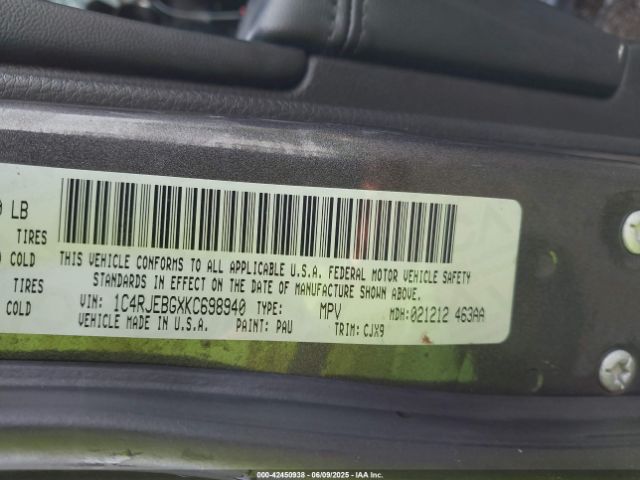 LB
TIRES
COLD
TIRES
COLD
THIS VEHICLE CONFORMS TO ALL APPLICABLE U.S.A. FEDERAL MOTOR VEHICLE SAFETY
STANDARDS IN EFFECT ON THE DATE OF MANUFACTURE SHOWN ABOVE.
VIN: 1C4RJEBGXKC698940 TYPE: MPV MDH:021212 463AA
VEHICLE MADE IN U.S.A. PAINT: PAU TRIM: CJX9
000-42450938 | 06/09/2025 | IAA Inc.